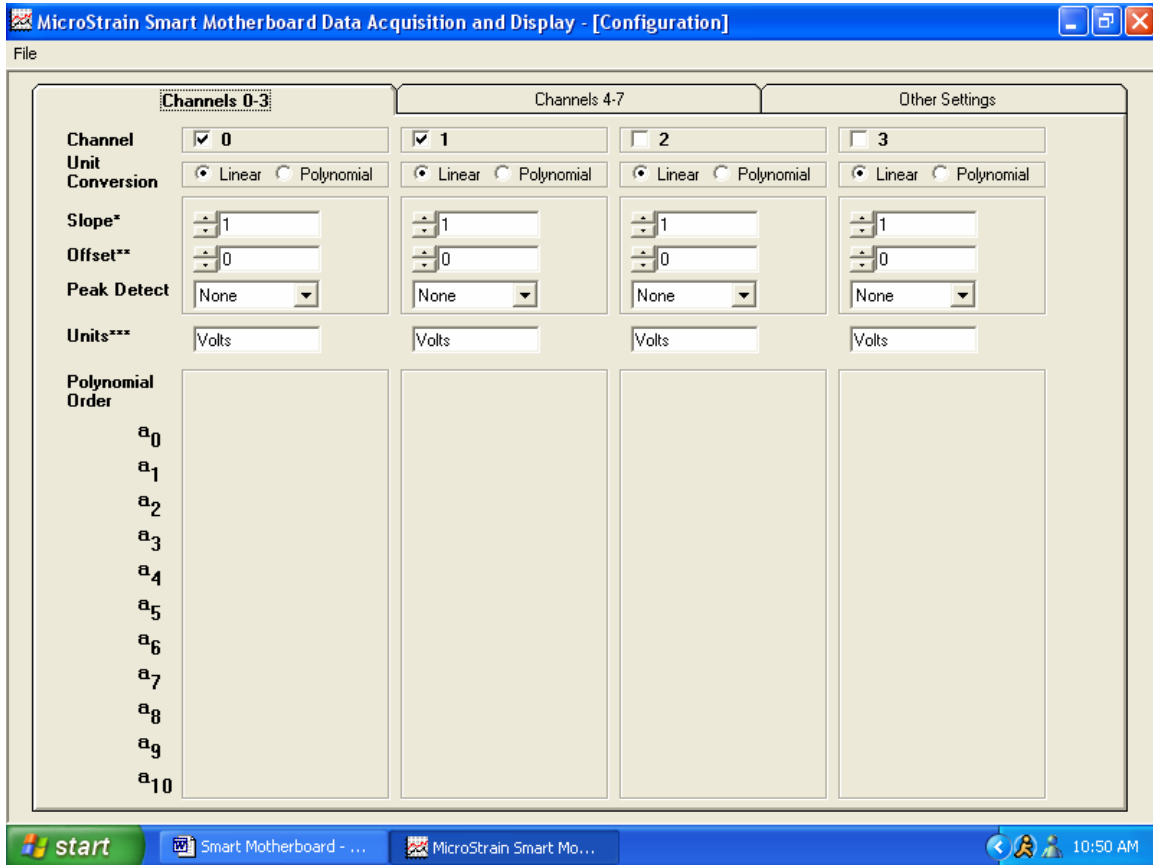 MicroStrain Smart Motherboard Data Acquisition and Display - [Configuration]
File
Channels 0-3 Channels 4-7 Other Settings
Channel 0 1 2 3
Unit
Conversion Linear Polynomial Linear Polynomial Linear Polynomial Linear Polynomial
Slope* 1 1 1 1
Offset** 0 0 0 0
Peak Detect None None None None
Units*** Volts Volts Volts Volts
Polynomial
Order
a0
a1
a2
a3
a4
a5
a6
a7
a8
a9
a10
start Smart Motherboard - ... MicroStrain Smart Mo... 10:50 AM